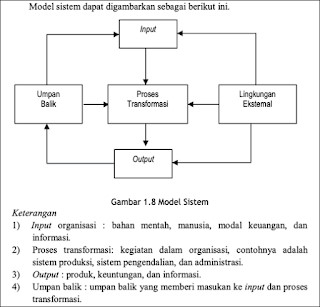 Model sistem dapat digambarkan sebagai berikut ini.
Input
Umpan
Balik
Proses
Transformasi
Lingkungan
Eksternal
Output
Gambar 1.8 Model Sistem
Keterangan
1) Input organisasi : bahan mentah, manusia, modal keuangan, dan
informasi.
2) Proses transformasi: kegiatan dalam organisasi, contohnya adalah
sistem produksi, sistem pengendalian, dan administrasi.
3) Output : produk, keuntungan, dan informasi.
4) Umpan balik : umpan balik yang memberi masukan ke input dan proses
transformasi.